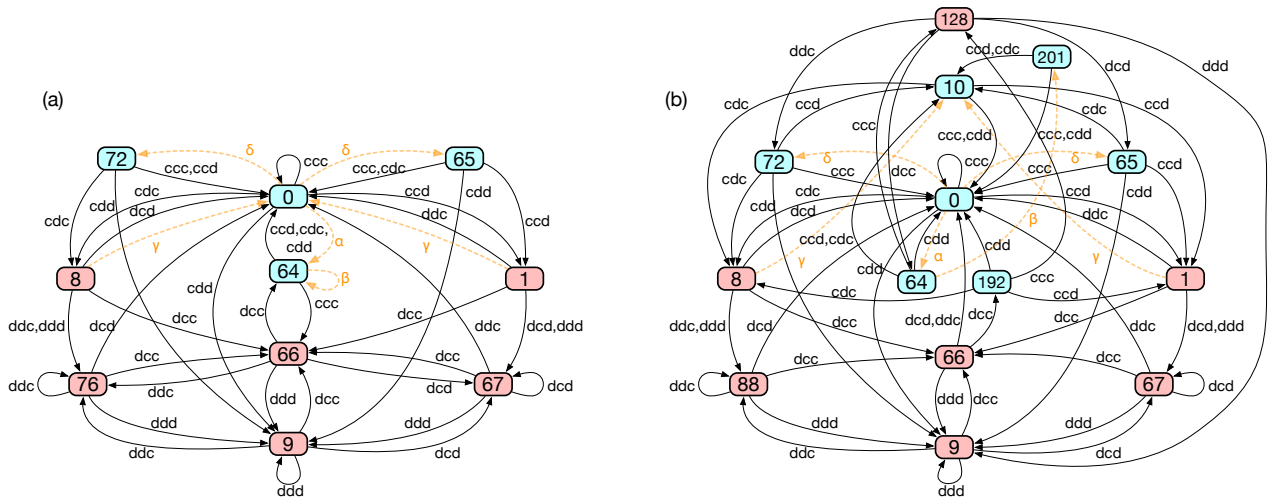 (a)
72
65
δ
δ
ccc
ccc,ccd
ccc,cdc
cdc
cdd
cdc
dcd
0
ccd
ddc
cdd
ccd
γ
γ
ccd,cdc,
cdd
α
8
64
β
1
cdd
dcc
ccc
ddc,ddd
dcd
dcc
dcc
ddc
dcd,ddd
66
dcc
dcc
ddc
76
ddc
dcd
67
dcd
ddd
ddd
dcc
ddd
ddc
9
dcd
ddd
(b)
128
ddc
ccd,cdc
201
dcd
ddd
10
cdc
ccd
cdc
ccd
ccc
ccc,cdd
ccc,cdd
72
δ
ccc
dcc
ccc
δ
65
ccc
ccd
cdc
cdd
cdc
dcd
0
ccd
ddc
cdd
β
ccd,cdc
γ
cdd
α
cdd
cdd
γ
8
64
192
ccc
1
cdc
ccd
ddc,ddd
dcd
dcc
dcd,ddc
dcc
dcc
ddc
dcd,ddd
66
dcc
dcc
ddc
88
67
dcd
ddd
ddd
dcc
ddd
ddc
9
dcd
ddd